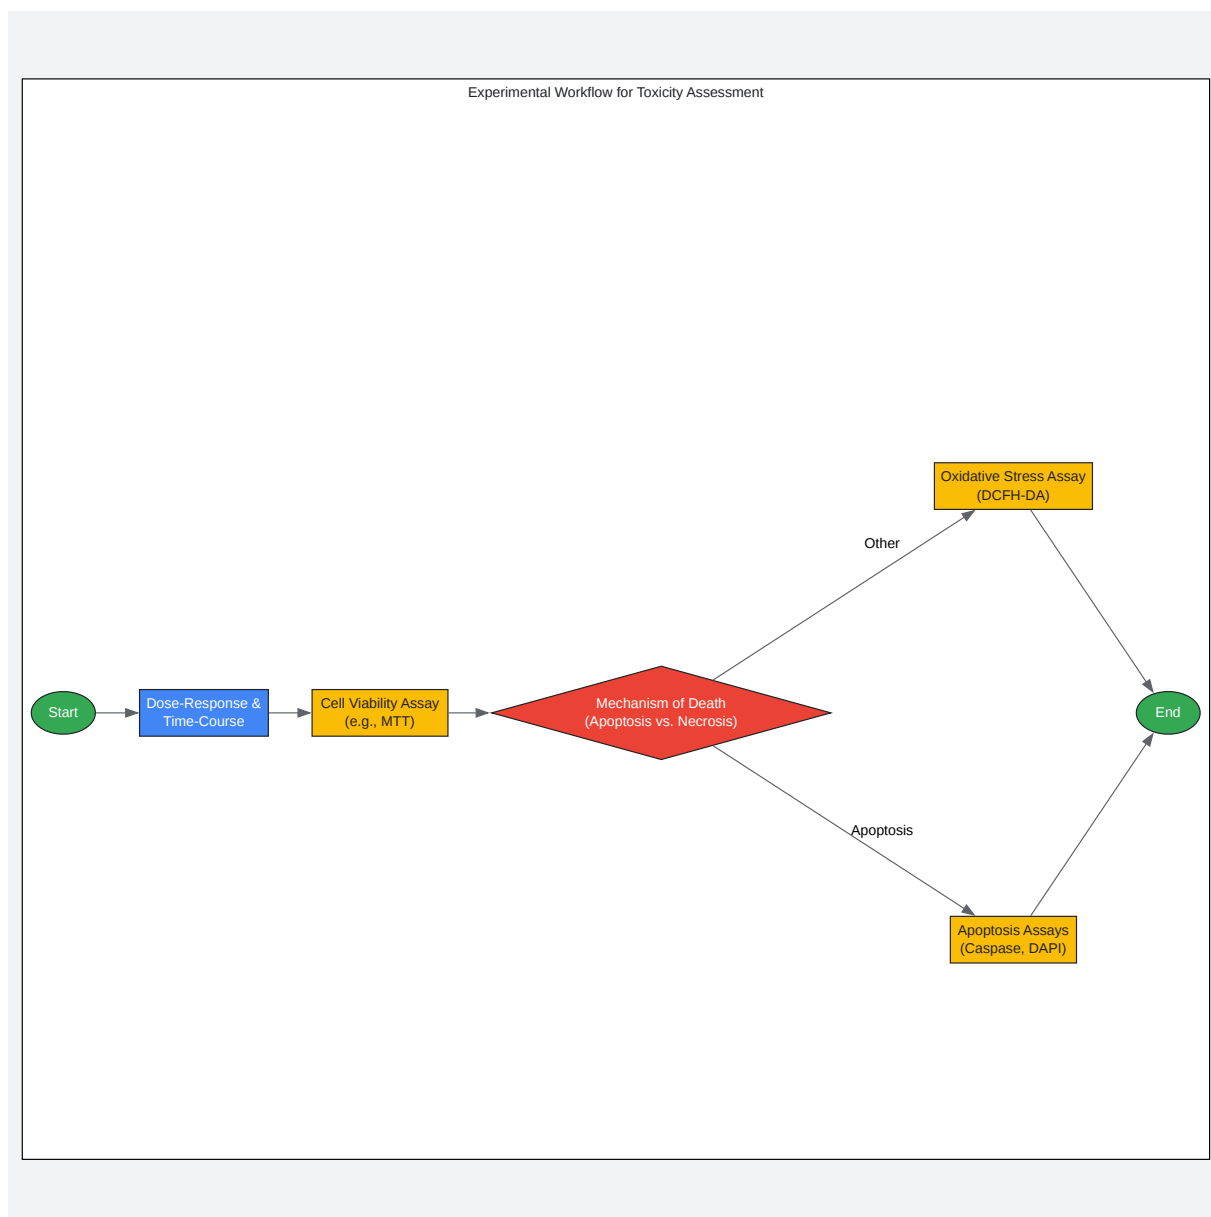 Experimental Workflow for Toxicity Assessment
Oxidative Stress Assay
(DCFH-DA)
Other
Start
Dose-Response &
Time-Course
Cell Viability Assay
(e.g., MTT)
Mechanism of Death
(Apoptosis vs. Necrosis)
End
Apoptosis
Apoptosis Assays
(Caspase, DAPI)